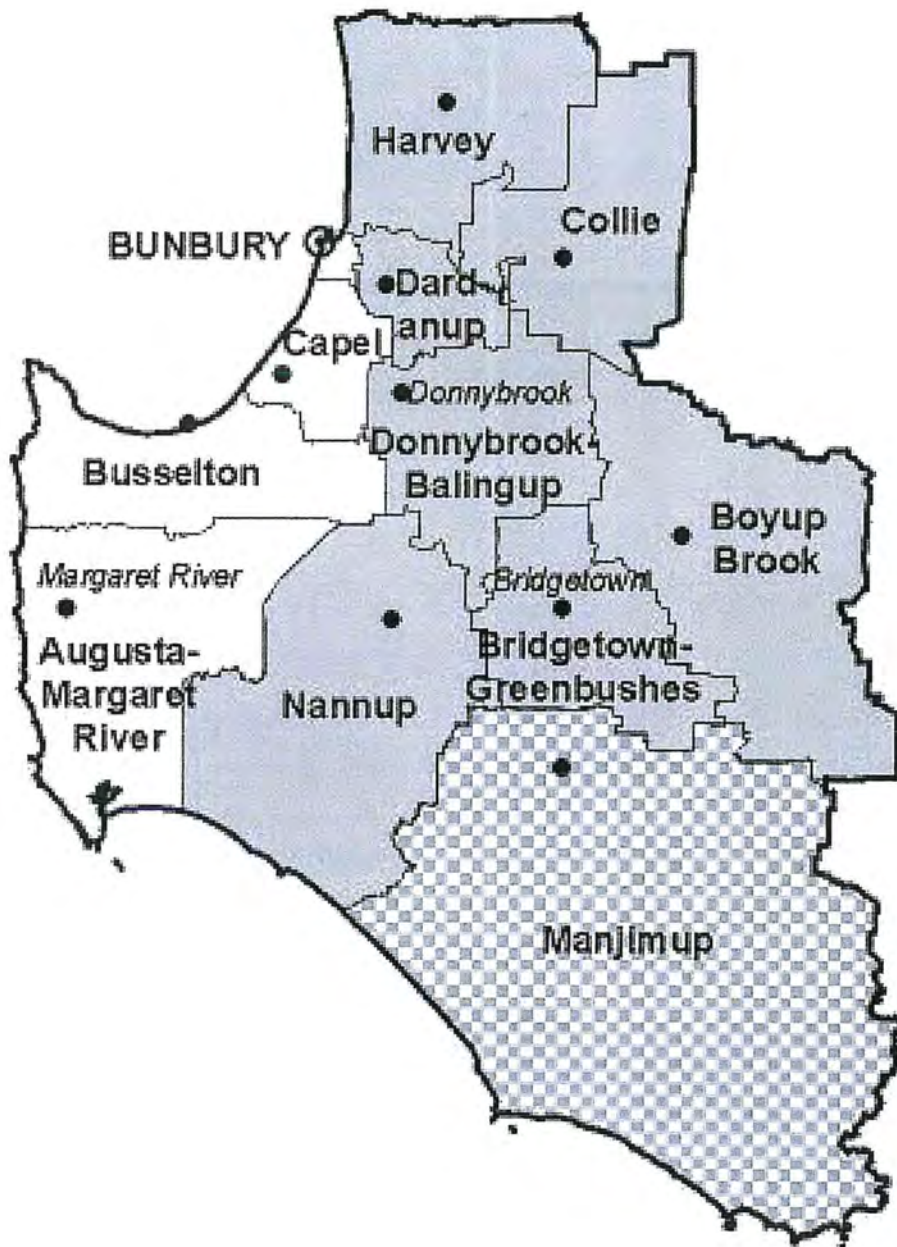 Harvey
Collie
BUNBURY
Dard-
anup
Capel
Donnybrook
Donnybrook-
Balingup
Busselton
Boyup
Brook
Margaret River
Bridgetown
Augusta-
Margaret
River
Bridgetown-
Greenbushes
Nannup
Manjimup